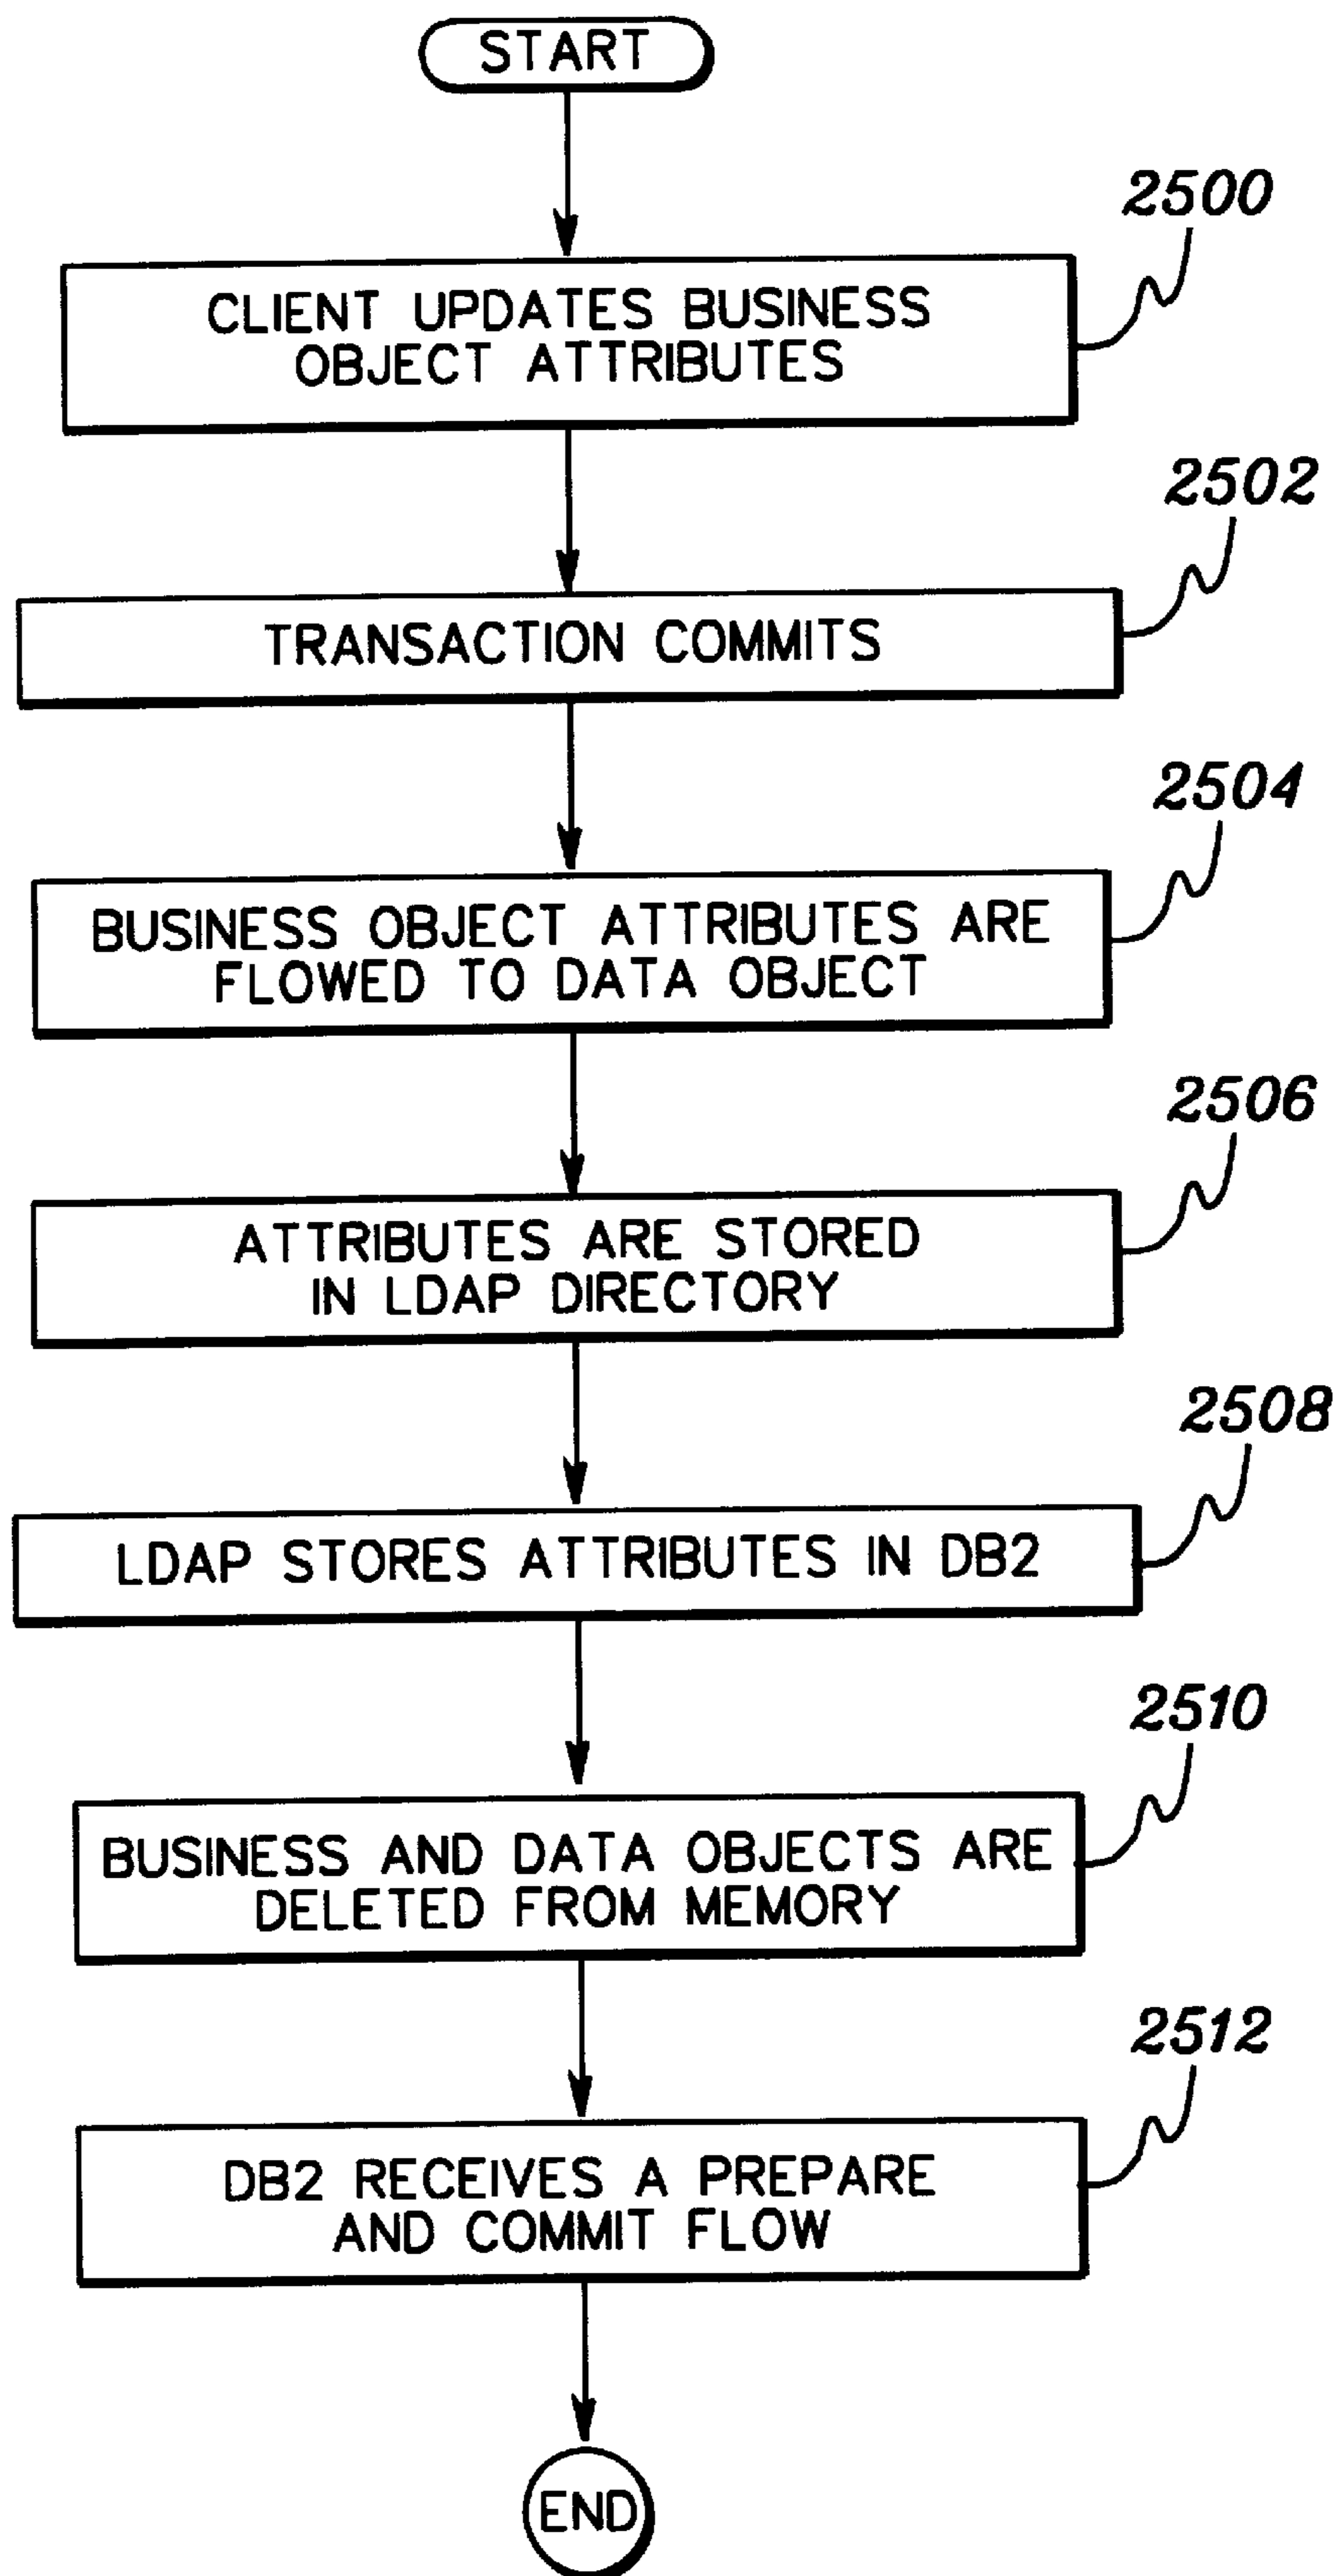 START
2500
CLIENT UPDATES BUSINESS
OBJECT ATTRIBUTES
2502
TRANSACTION COMMITS
2504
BUSINESS OBJECT ATTRIBUTES ARE
FLOWED TO DATA OBJECT
2506
ATTRIBUTES ARE STORED
IN LDAP DIRECTORY
2508
LDAP STORES ATTRIBUTES IN DB2
2510
BUSINESS AND DATA OBJECTS ARE
DELETED FROM MEMORY
2512
DB2 RECEIVES A PREPARE
AND COMMIT FLOW
END